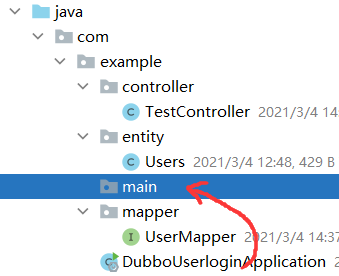 java
com
example
controller
TestController 2021/3/4 14
entity
Users 2021/3/4 12:48, 429 B
main
mapper
UserMapper 2021/3/4 14:37
DubboUserloginApplication 2